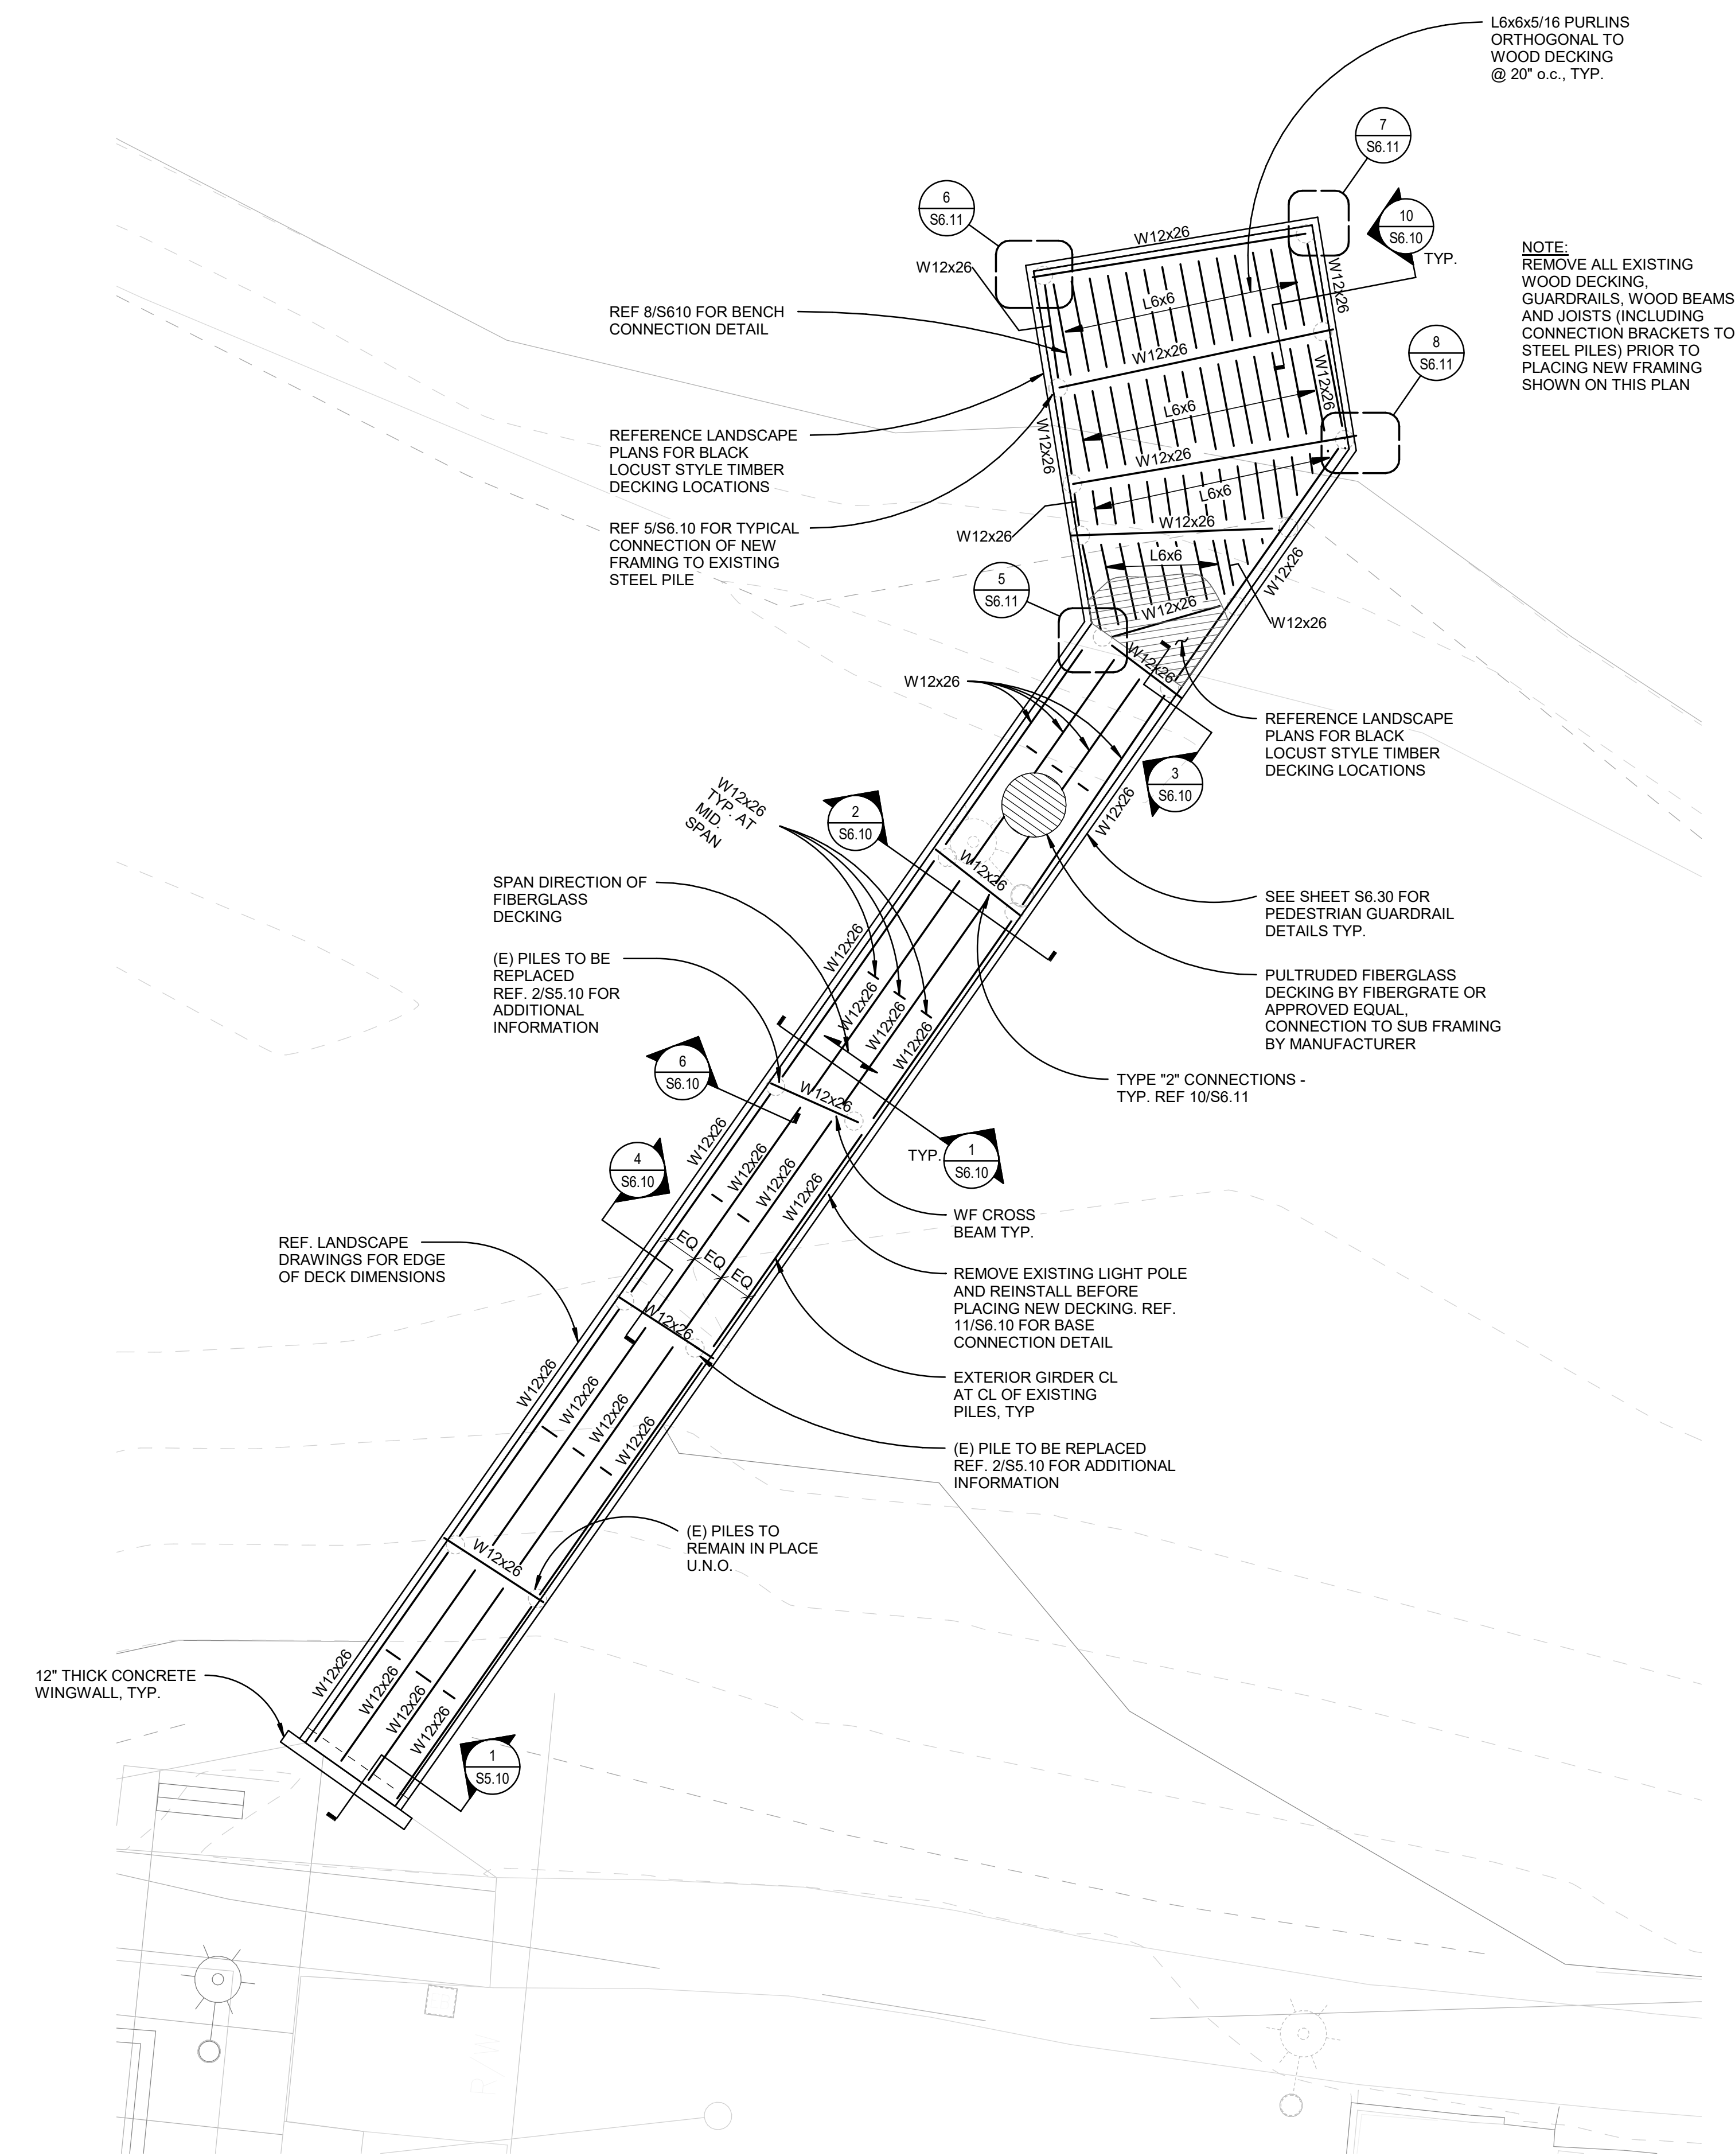 L6x6x5/16 PURLINS
ORTHOGONAL TO
WOOD DECKING
@ 20" o.c., TYP.
7
S6.11
6
S6.11
10
S6.10
TYP.
NOTE:
REMOVE ALL EXISTING
WOOD DECKING,
GUARDRAILS, WOOD BEAMS
AND JOISTS (INCLUDING
CONNECTION BRACKETS TO
STEEL PILES) PRIOR TO
PLACING NEW FRAMING
SHOWN ON THIS PLAN
W12x26
W12x26
W12x26
L6x6
REF 8/S610 FOR BENCH
CONNECTION DETAIL
8
S6.11
W12x26
W12x26
L6x6
REFERENCE LANDSCAPE
PLANS FOR BLACK
LOCUST STYLE TIMBER
DECKING LOCATIONS
W12x26
W12x26
L6x6
REF 5/S6.10 FOR TYPICAL
CONNECTION OF NEW
FRAMING TO EXISTING
STEEL PILE
W12x26
W12x26
L6x6
W12x26
5
S6.11
W12x26
W12x26
W12x26
W12x26
REFERENCE LANDSCAPE
PLANS FOR BLACK
LOCUST STYLE TIMBER
DECKING LOCATIONS
3
S6.10
W12x26
W12x26
TYP. AT
MID.
SPAN
2
S6.10
W12x26
SPAN DIRECTION OF
FIBERGLASS
DECKING
SEE SHEET S6.30 FOR
PEDESTRIAN GUARDRAIL
DETAILS TYP.
W12x26
(E) PILES TO BE
REPLACED
REF. 2/S5.10 FOR
ADDITIONAL
INFORMATION
PULTRUDED FIBERGLASS
DECKING BY FIBERGRATE OR
APPROVED EQUAL,
CONNECTION TO SUB FRAMING
BY MANUFACTURER
W12x26
W12x26
W12x26
6
S6.10
TYPE "2" CONNECTIONS -
TYP. REF 10/S6.11
W12x26
W12x26
TYP.
1
S6.10
4
S6.10
W12x26
W12x26
W12x26
WF CROSS
BEAM TYP.
REF. LANDSCAPE
DRAWINGS FOR EDGE
OF DECK DIMENSIONS
EQ
EQ
EQ
REMOVE EXISTING LIGHT POLE
AND REINSTALL BEFORE
PLACING NEW DECKING. REF.
11/S6.10 FOR BASE
CONNECTION DETAIL
W12x26
EXTERIOR GIRDER CL
AT CL OF EXISTING
PILES, TYP
W12x26
W12x26
W12x26
W12x26
(E) PILE TO BE REPLACED
REF. 2/S5.10 FOR ADDITIONAL
INFORMATION
(E) PILES TO
REMAIN IN PLACE
U.N.O.
W12x26
12" THICK CONCRETE
WINGWALL, TYP.
W12x26
W12x26
W12x26
W12x26
1
S5.10
R/W